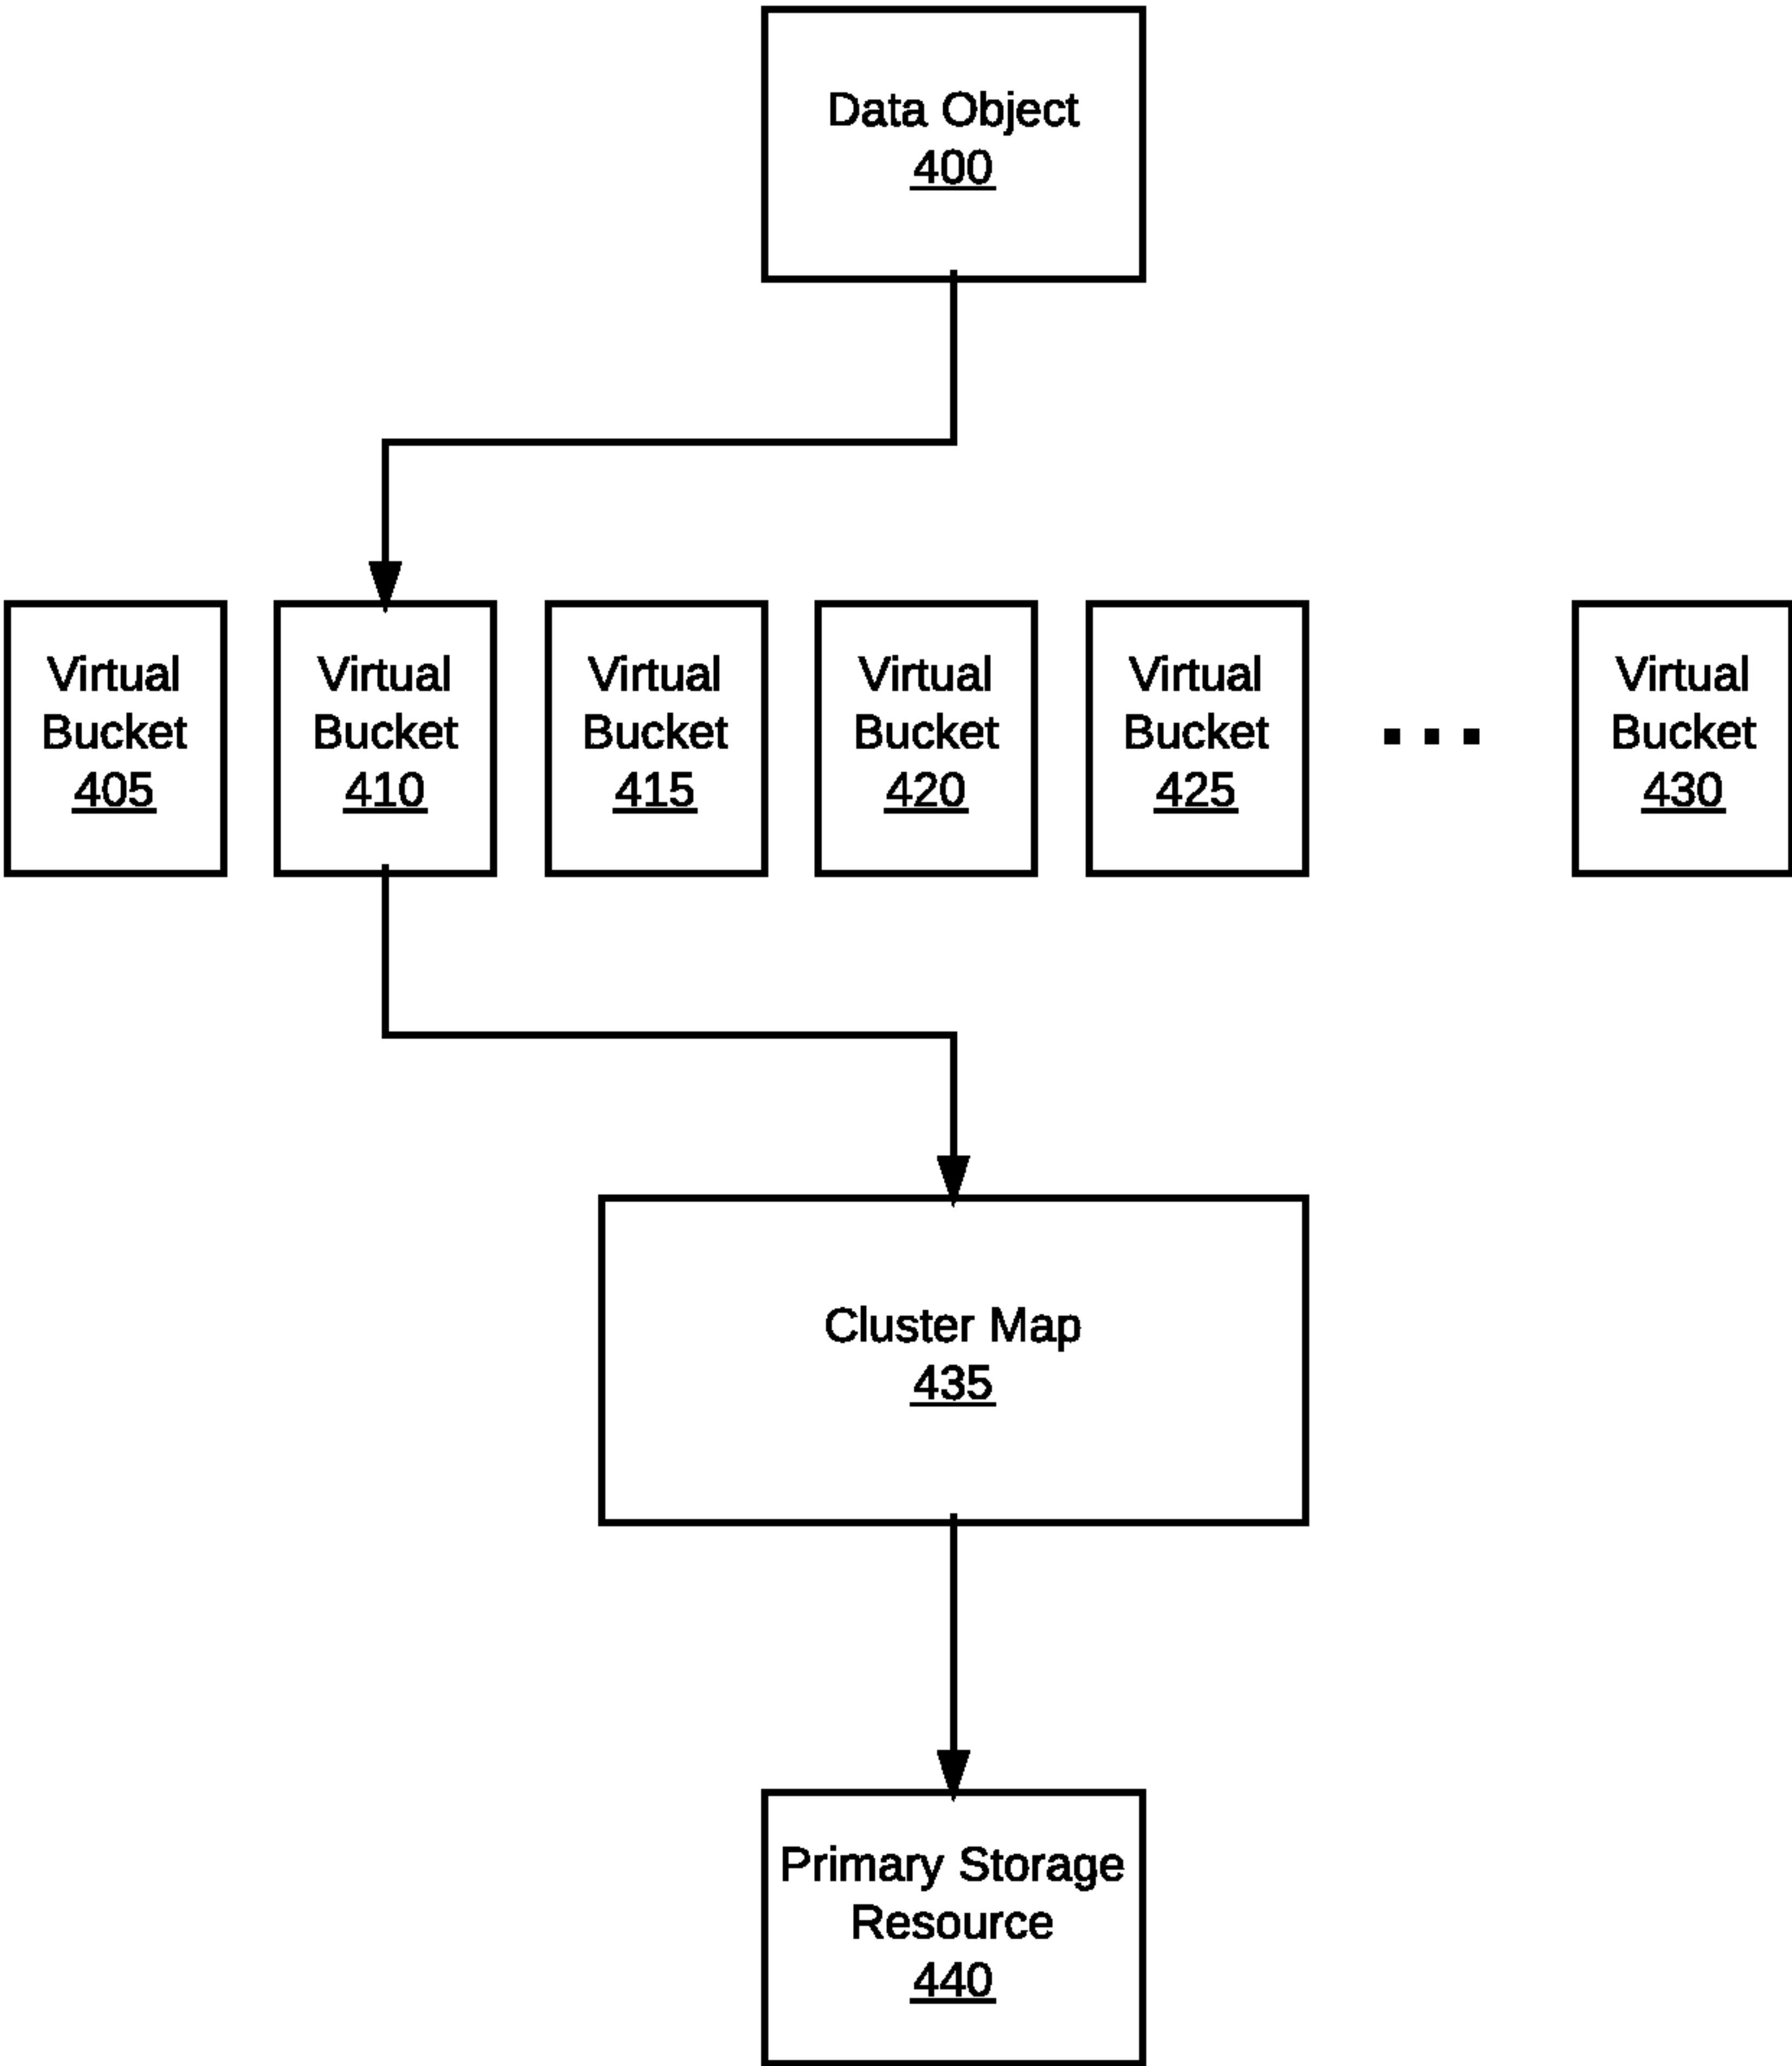 Data Object
400
Virtual
Bucket
405
Virtual
Bucket
410
Virtual
Bucket
415
Virtual
Bucket
420
Virtual
Bucket
425
Virtual
Bucket
430
Cluster Map
435
Primary Storage
Resource
440